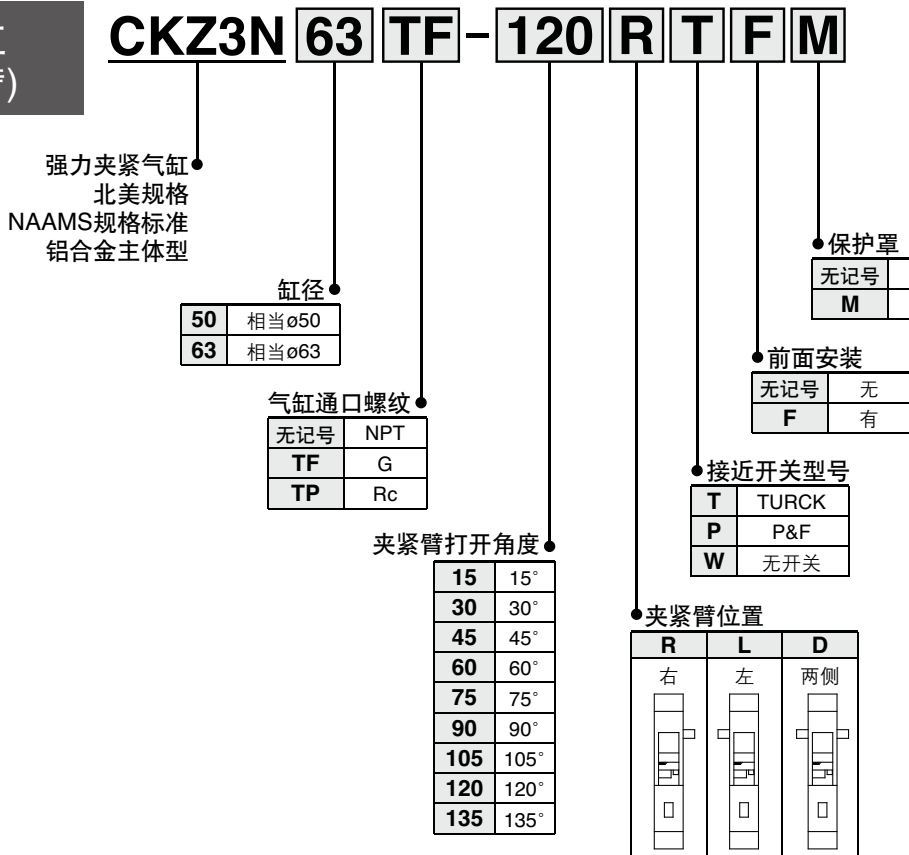 CKZ3N 63 TF-120 R T F M
强力夹紧气缸
北美规格
NAAMS规格标准
铝合金主体型
缸径
50 相当ø50
63 相当ø63
气缸通口螺纹
无记号 NPT
TF G
TP Rc
夹紧臂打开角度
15 15°
30 30°
45 45°
60 60°
75 75°
90 90°
105 105°
120 120°
135 135°
保护罩
无记号
M
前面安装
无记号 无
F 有
接近开关型号
T TURCK
P P&F
W 无开关
夹紧臂位置
R L D
右 左 两侧